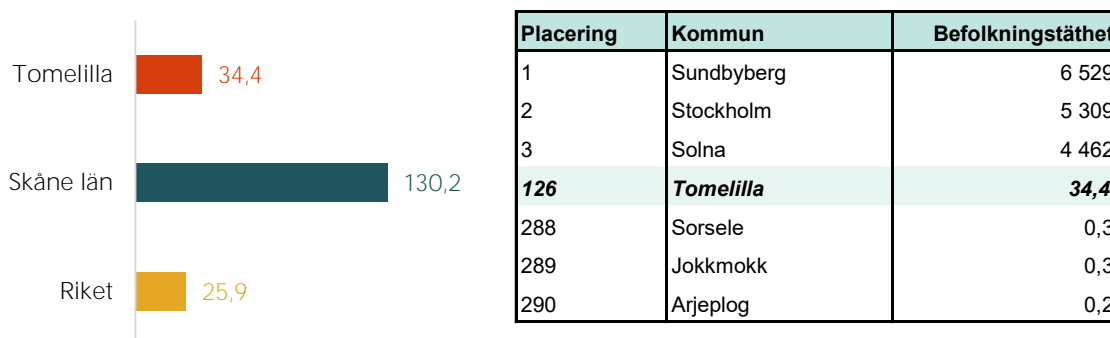 Tomelilla 34,4
Skåne län 130,2
Riket 25,9
Placering Kommun Befolkningstäthet
1 Sundbyberg 6 529
2 Stockholm 5 309
3 Solna 4 462
126 Tomelilla 34,4
288 Sorsele 0,3
289 Jokkmokk 0,3
290 Arjeplog 0,2